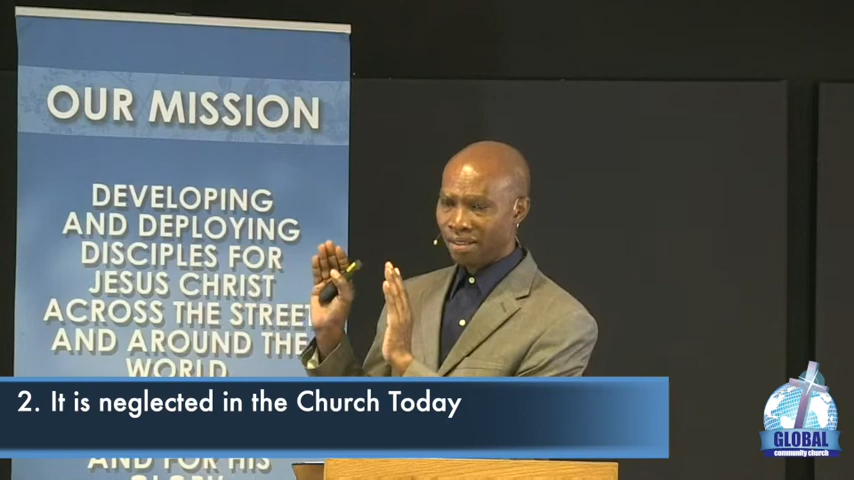 OUR MISSION
DEVELOPING
AND DEPLOYING
DISCIPLES FOR
JESUS CHRIST
ACROSS THE STREET
AND AROUND THE
WORLD
2. It is neglected in the Church Today
AND FOR HIS
GLORY
GLOBAL
community church